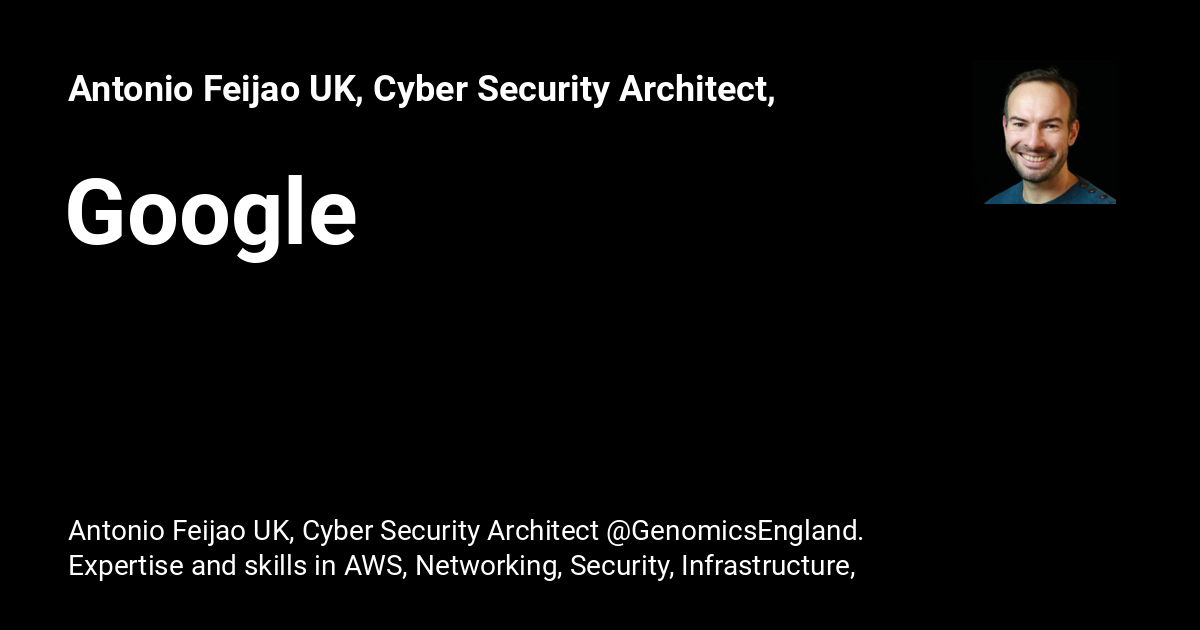 Antonio Feijao UK, Cyber Security Architect,
Google
Antonio Feijao UK, Cyber Security Architect @GenomicsEngland.
Expertise and skills in AWS, Networking, Security, Infrastructure,